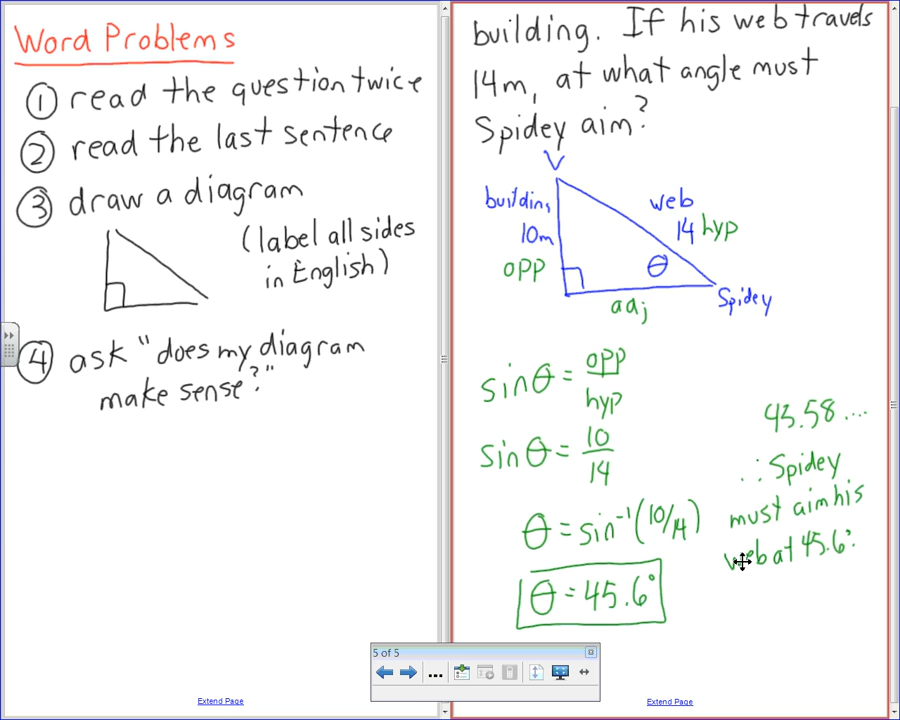 Word Problems
① read the question twice
② read the last sentence
③ draw a diagram
(label all sides
in English)
④ ask "does my diagram
make sense?"
Extend Page
building. If his web travels
14m, at what angle must
Spidey aim?
V
building
10m
opp
web
14 hyp
θ
Spidey
adj
sinθ = opp/hyp
sinθ = 10/14
θ = sin⁻¹(10/14)
θ = 45.6°
45.58....
∴ Spidey
must aim his
web at 45.6°.
5 of 5
Extend Page